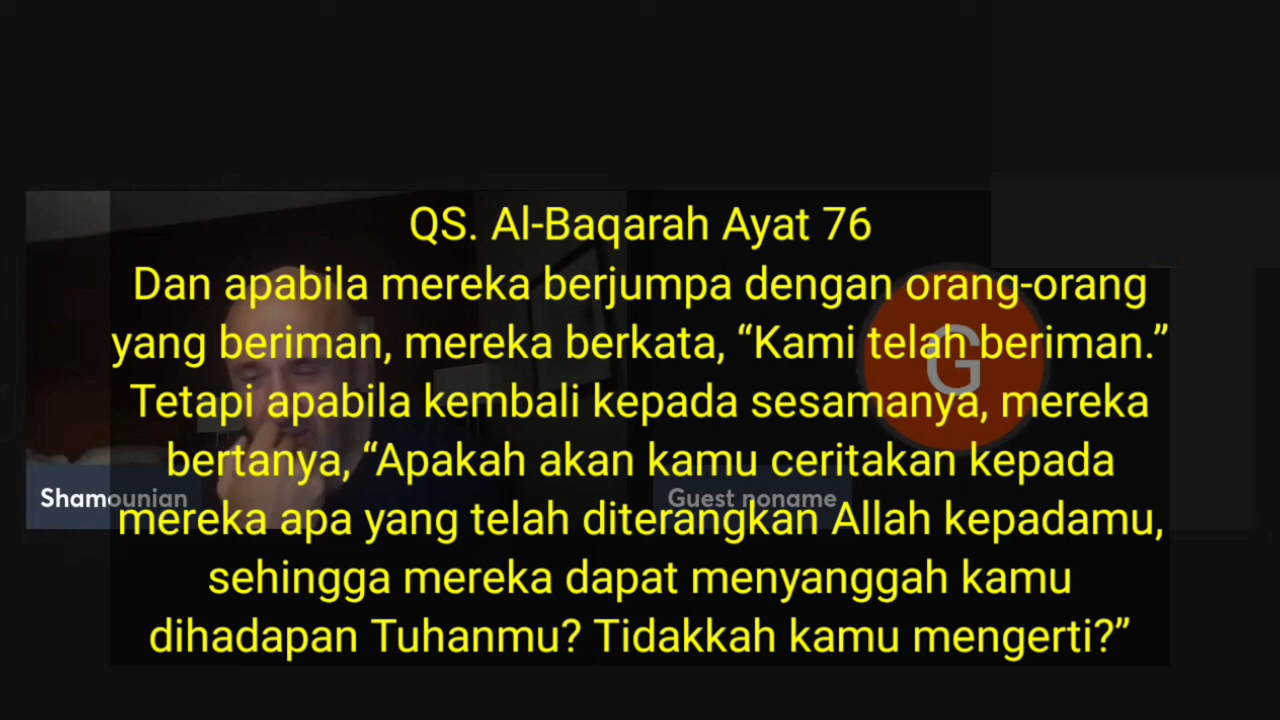 QS. Al-Baqarah Ayat 76
Dan apabila mereka berjumpa dengan orang-orang
yang beriman, mereka berkata, “Kami telah beriman.”
Tetapi apabila kembali kepada sesamanya, mereka
bertanya, “Apakah akan kamu ceritakan kepada
mereka apa yang telah diterangkan Allah kepadamu,
sehingga mereka dapat menyanggah kamu
dihadapan Tuhanmu? Tidakkah kamu mengerti?”
G
Shamounian
Guest noname